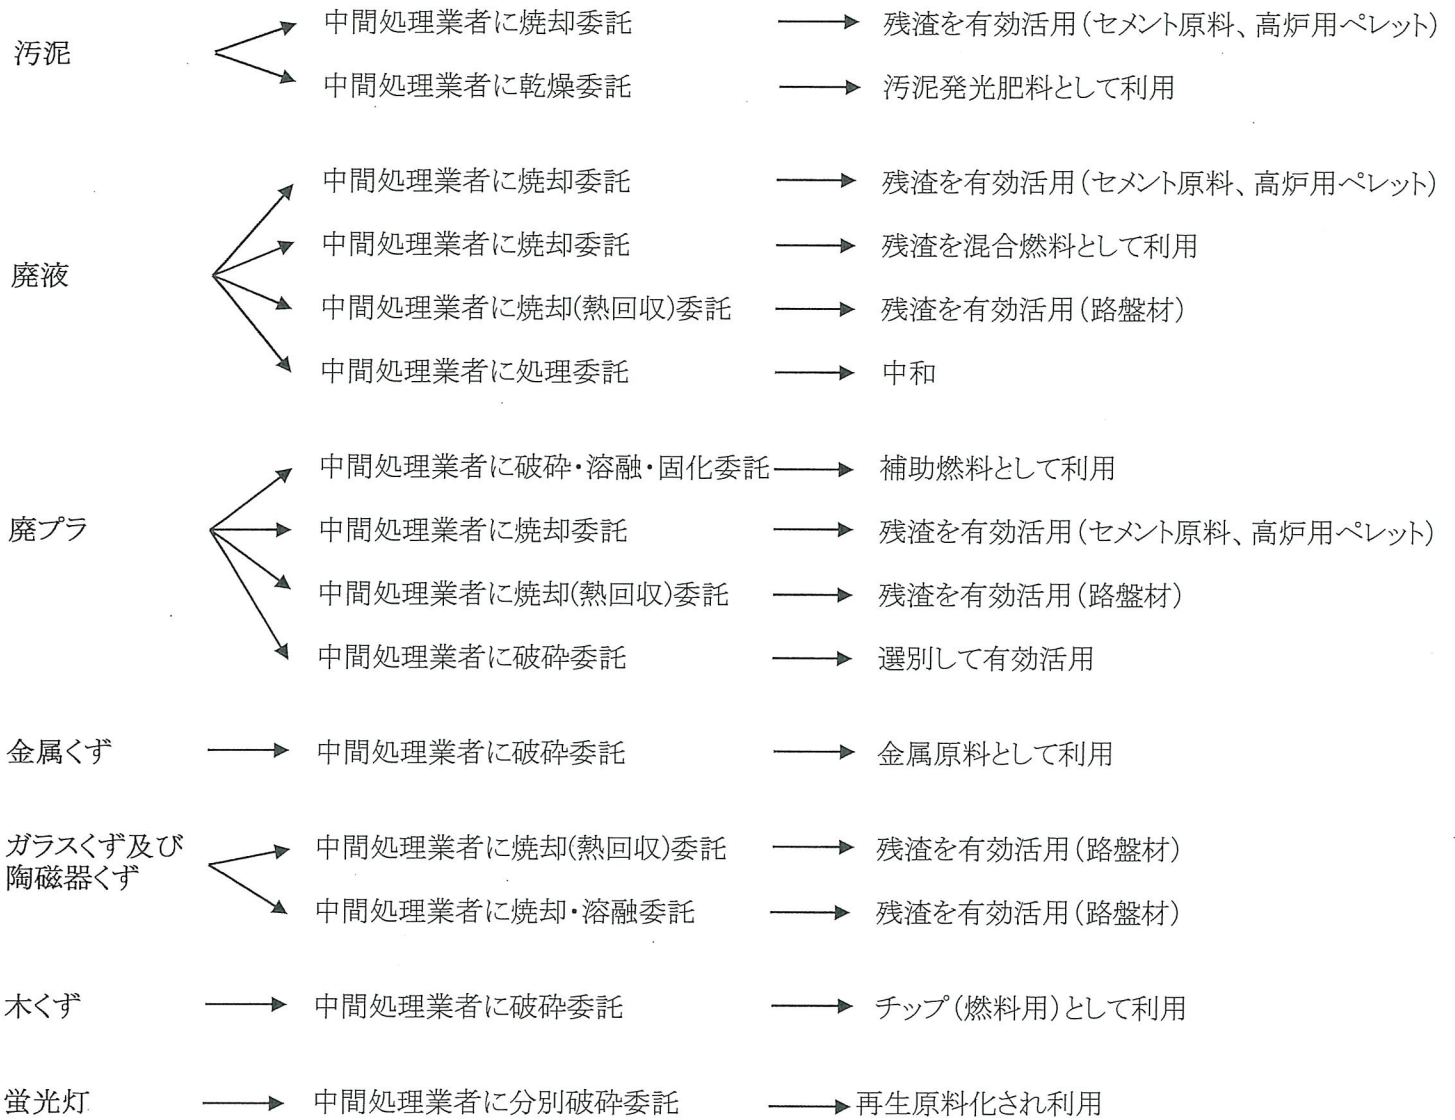 汚泥
中間処理業者に焼却委託 残渣を有効活用(セメント原料、高炉用ペレット)
中間処理業者に乾燥委託 汚泥発光肥料として利用
廃液
中間処理業者に焼却委託 残渣を有効活用(セメント原料、高炉用ペレット)
中間処理業者に焼却委託 残渣を混合燃料として利用
中間処理業者に焼却(熱回収)委託 残渣を有効活用(路盤材)
中間処理業者に処理委託 中和
廃プラ
中間処理業者に破砕・溶融・固化委託 補助燃料として利用
中間処理業者に焼却委託 残渣を有効活用(セメント原料、高炉用ペレット)
中間処理業者に焼却(熱回収)委託 残渣を有効活用(路盤材)
中間処理業者に破砕委託 選別して有効活用
金属くず 中間処理業者に破砕委託 金属原料として利用
ガラスくず及び
陶磁器くず
中間処理業者に焼却(熱回収)委託 残渣を有効活用(路盤材)
中間処理業者に焼却・溶融委託 残渣を有効活用(路盤材)
木くず 中間処理業者に破砕委託 チップ(燃料用)として利用
蛍光灯 中間処理業者に分別破砕委託 再生原料化され利用